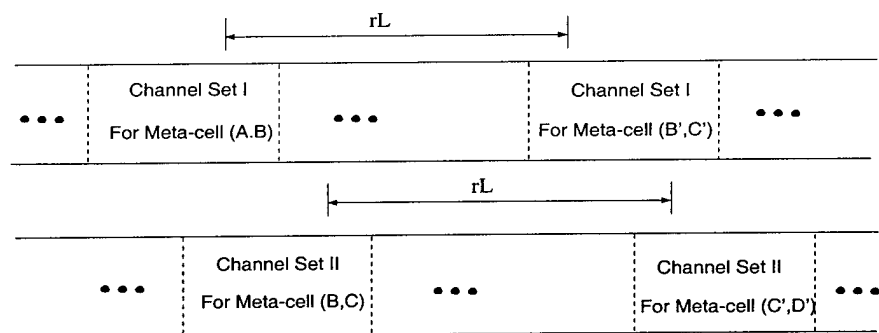 rL
Channel Set I
For Meta-cell (A.B)
Channel Set I
For Meta-cell (B',C')
rL
Channel Set II
For Meta-cell (B,C)
Channel Set II
For Meta-cell (C',D')